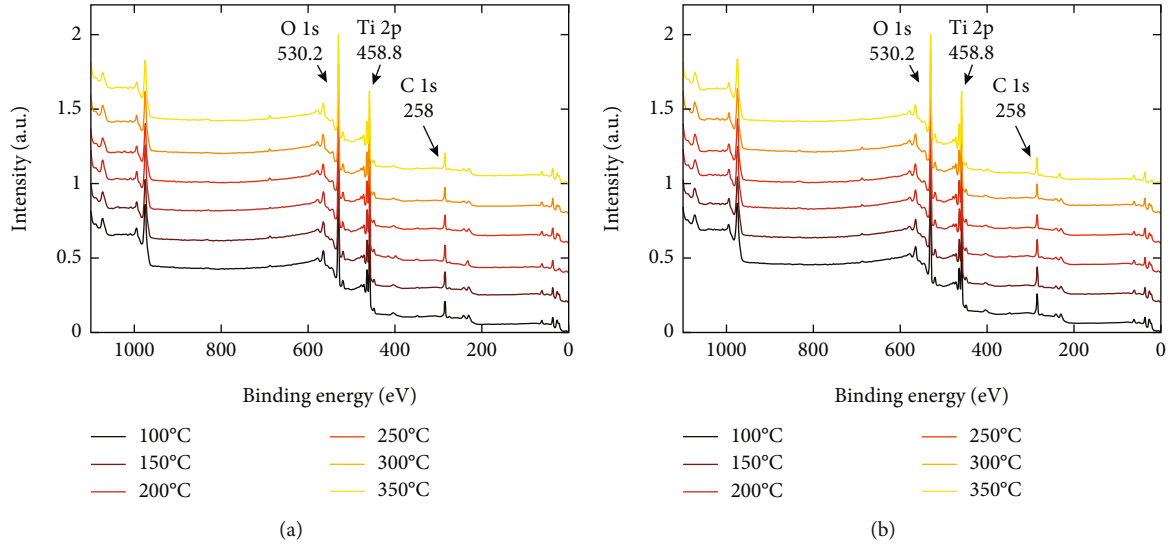 2
1.5
1
0.5
0
Intensity (a.u.)
O 1s
530.2
Ti 2p
458.8
C 1s
258
1000 800 600 400 200 0
Binding energy (eV)
100°C 250°C
150°C 300°C
200°C 350°C
(a)
2
1.5
1
0.5
0
Intensity (a.u.)
O 1s
530.2
Ti 2p
458.8
C 1s
258
1000 800 600 400 200 0
Binding energy (eV)
100°C 250°C
150°C 300°C
200°C 350°C
(b)